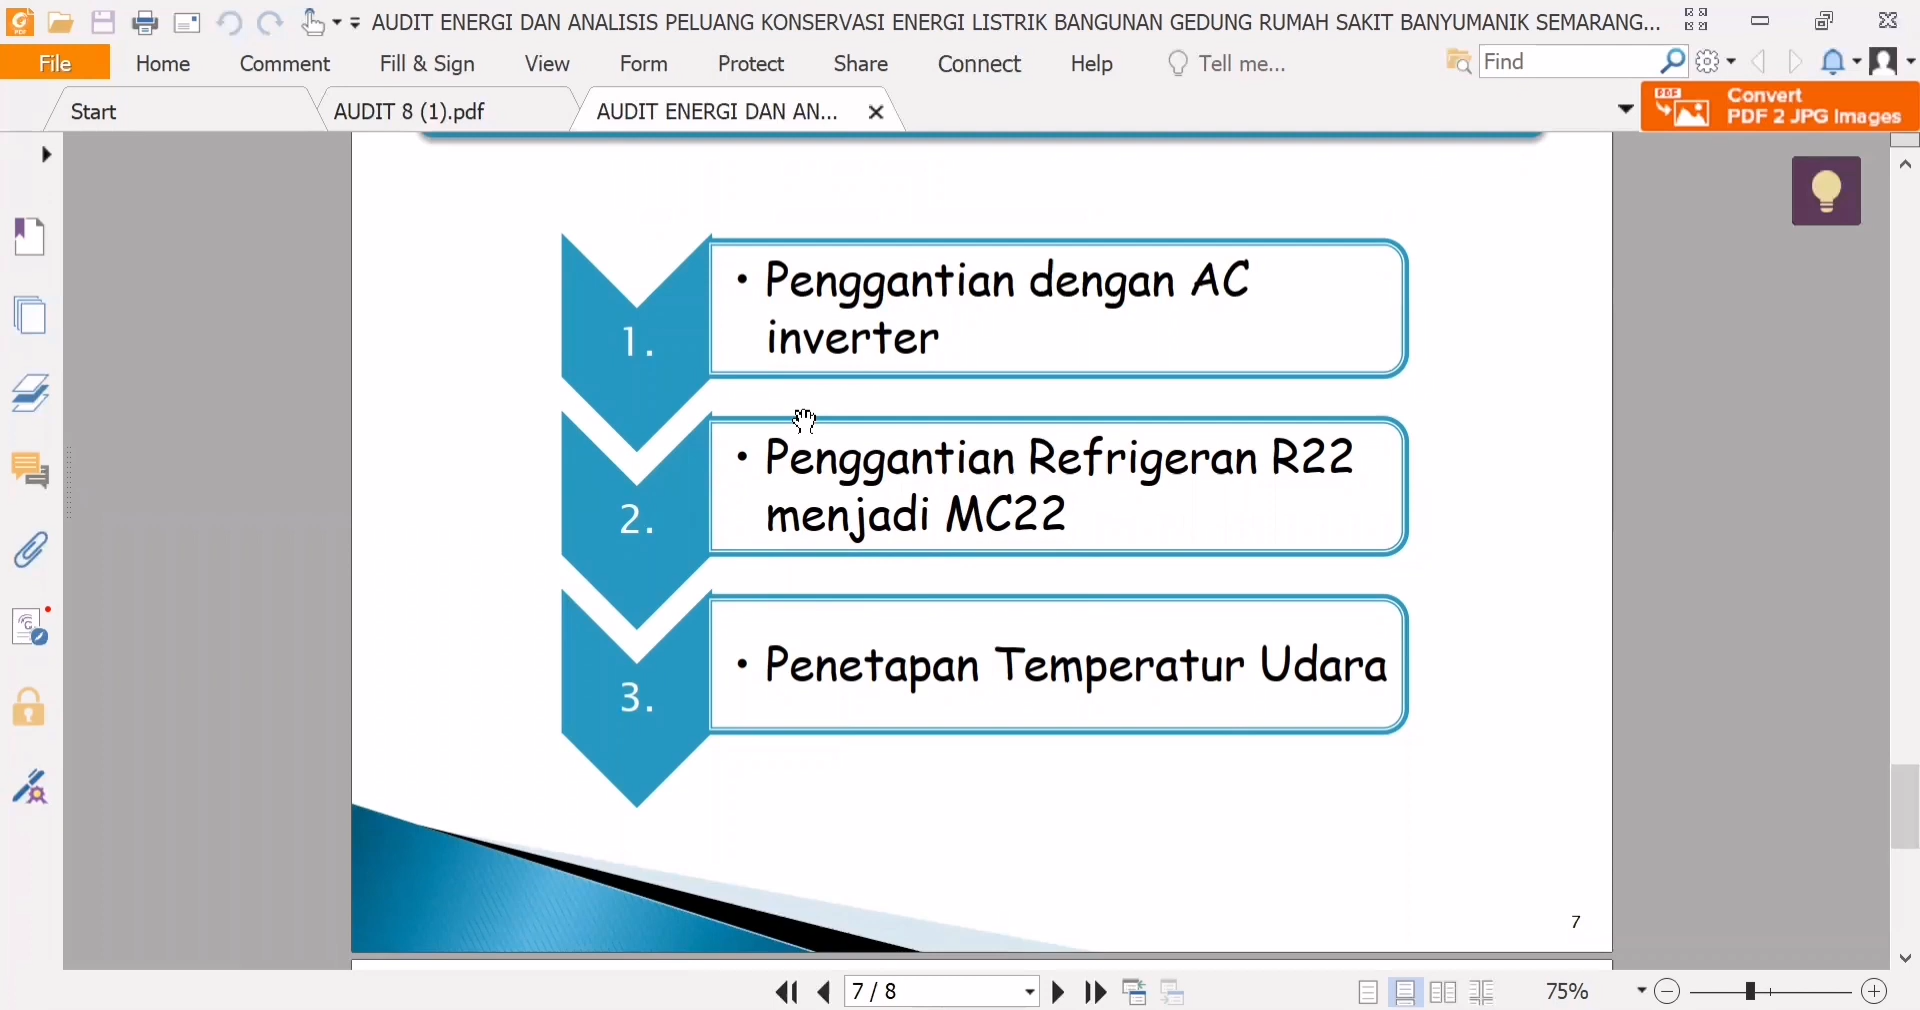 AUDIT ENERGI DAN ANALISIS PELUANG KONSERVASI ENERGI LISTRIK BANGUNAN GEDUNG RUMAH SAKIT BANYUMANIK SEMARANG...
File Home Comment Fill & Sign View Form Protect Share Connect Help Tell me... Find
Start AUDIT 8 (1).pdf AUDIT ENERGI DAN AN...
Convert
PDF 2 JPG Images
1.
• Penggantian dengan AC
inverter
2.
• Penggantian Refrigeran R22
menjadi MC22
3.
• Penetapan Temperatur Udara
7
7 / 8 75%